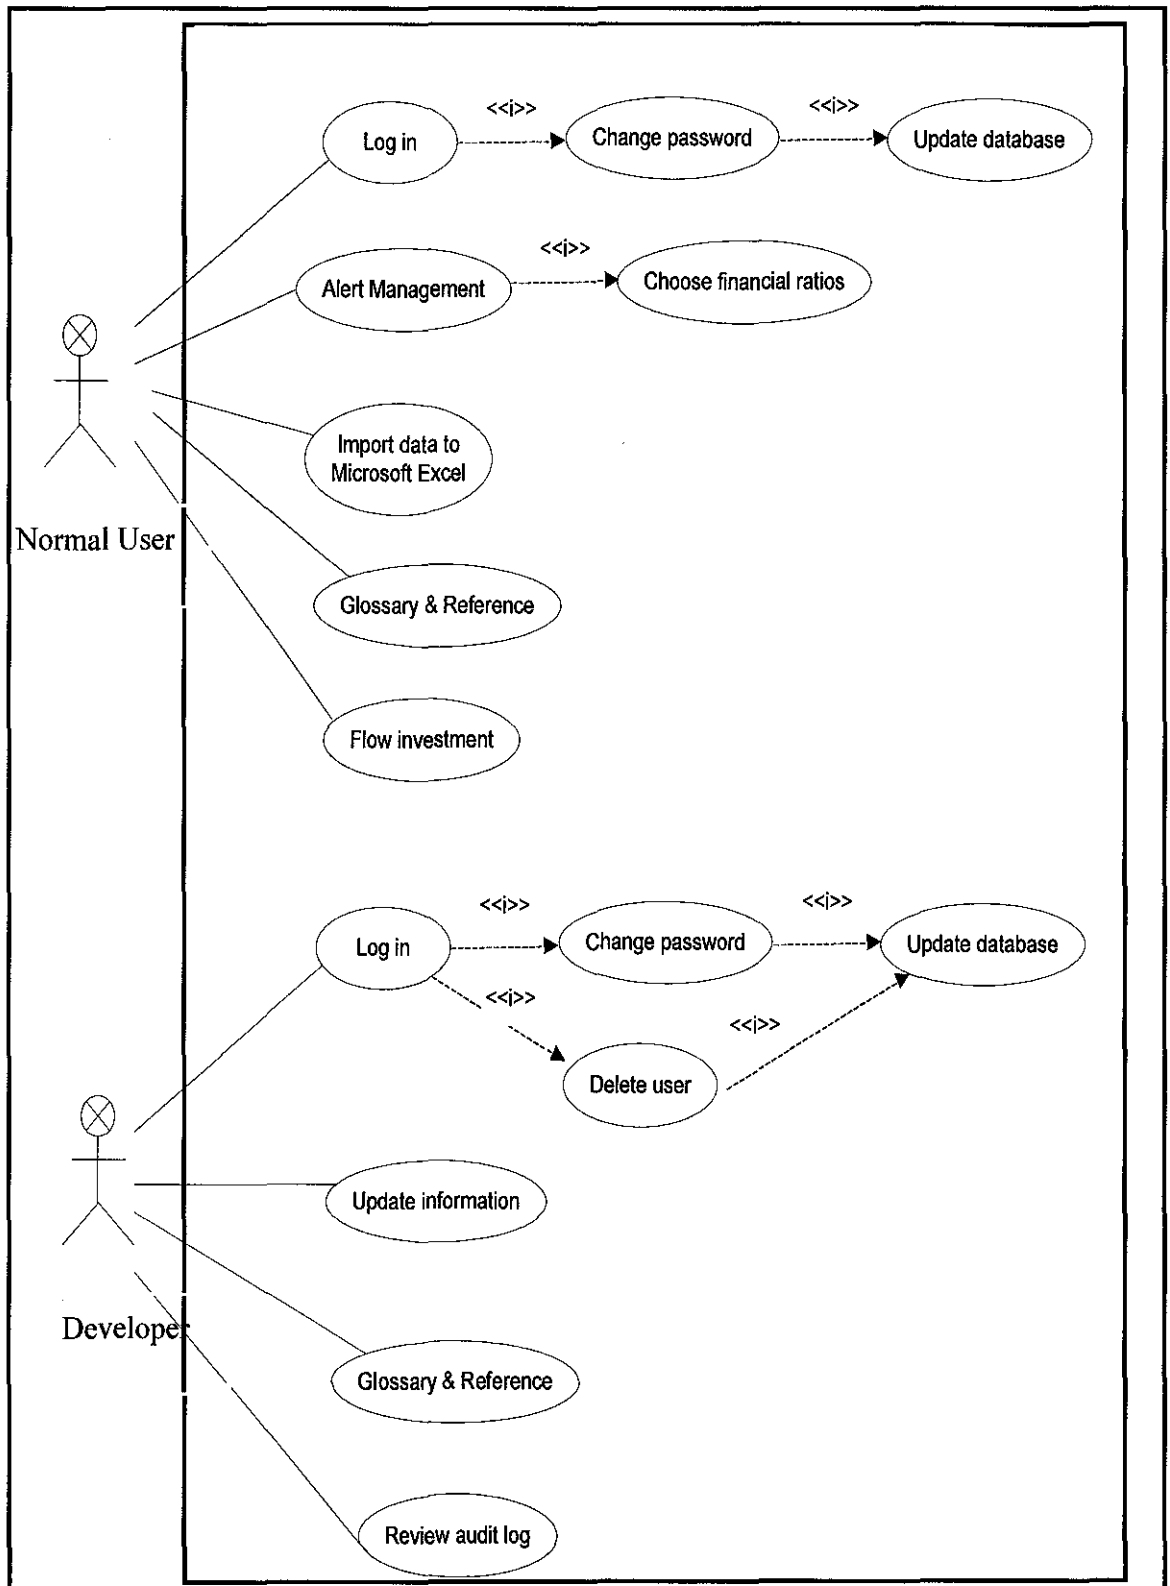 <<i>>
<<i>>
Log in
Change password
Update database
<<i>>
Alert Management
Choose financial ratios
Import data to
Microsoft Excel
Normal User
Glossary & Reference
Flow investment
<<i>>
<<i>>
Log in
Change password
Update database
<<i>>
<<i>>
Delete user
Update information
Developer
Glossary & Reference
Review audit log